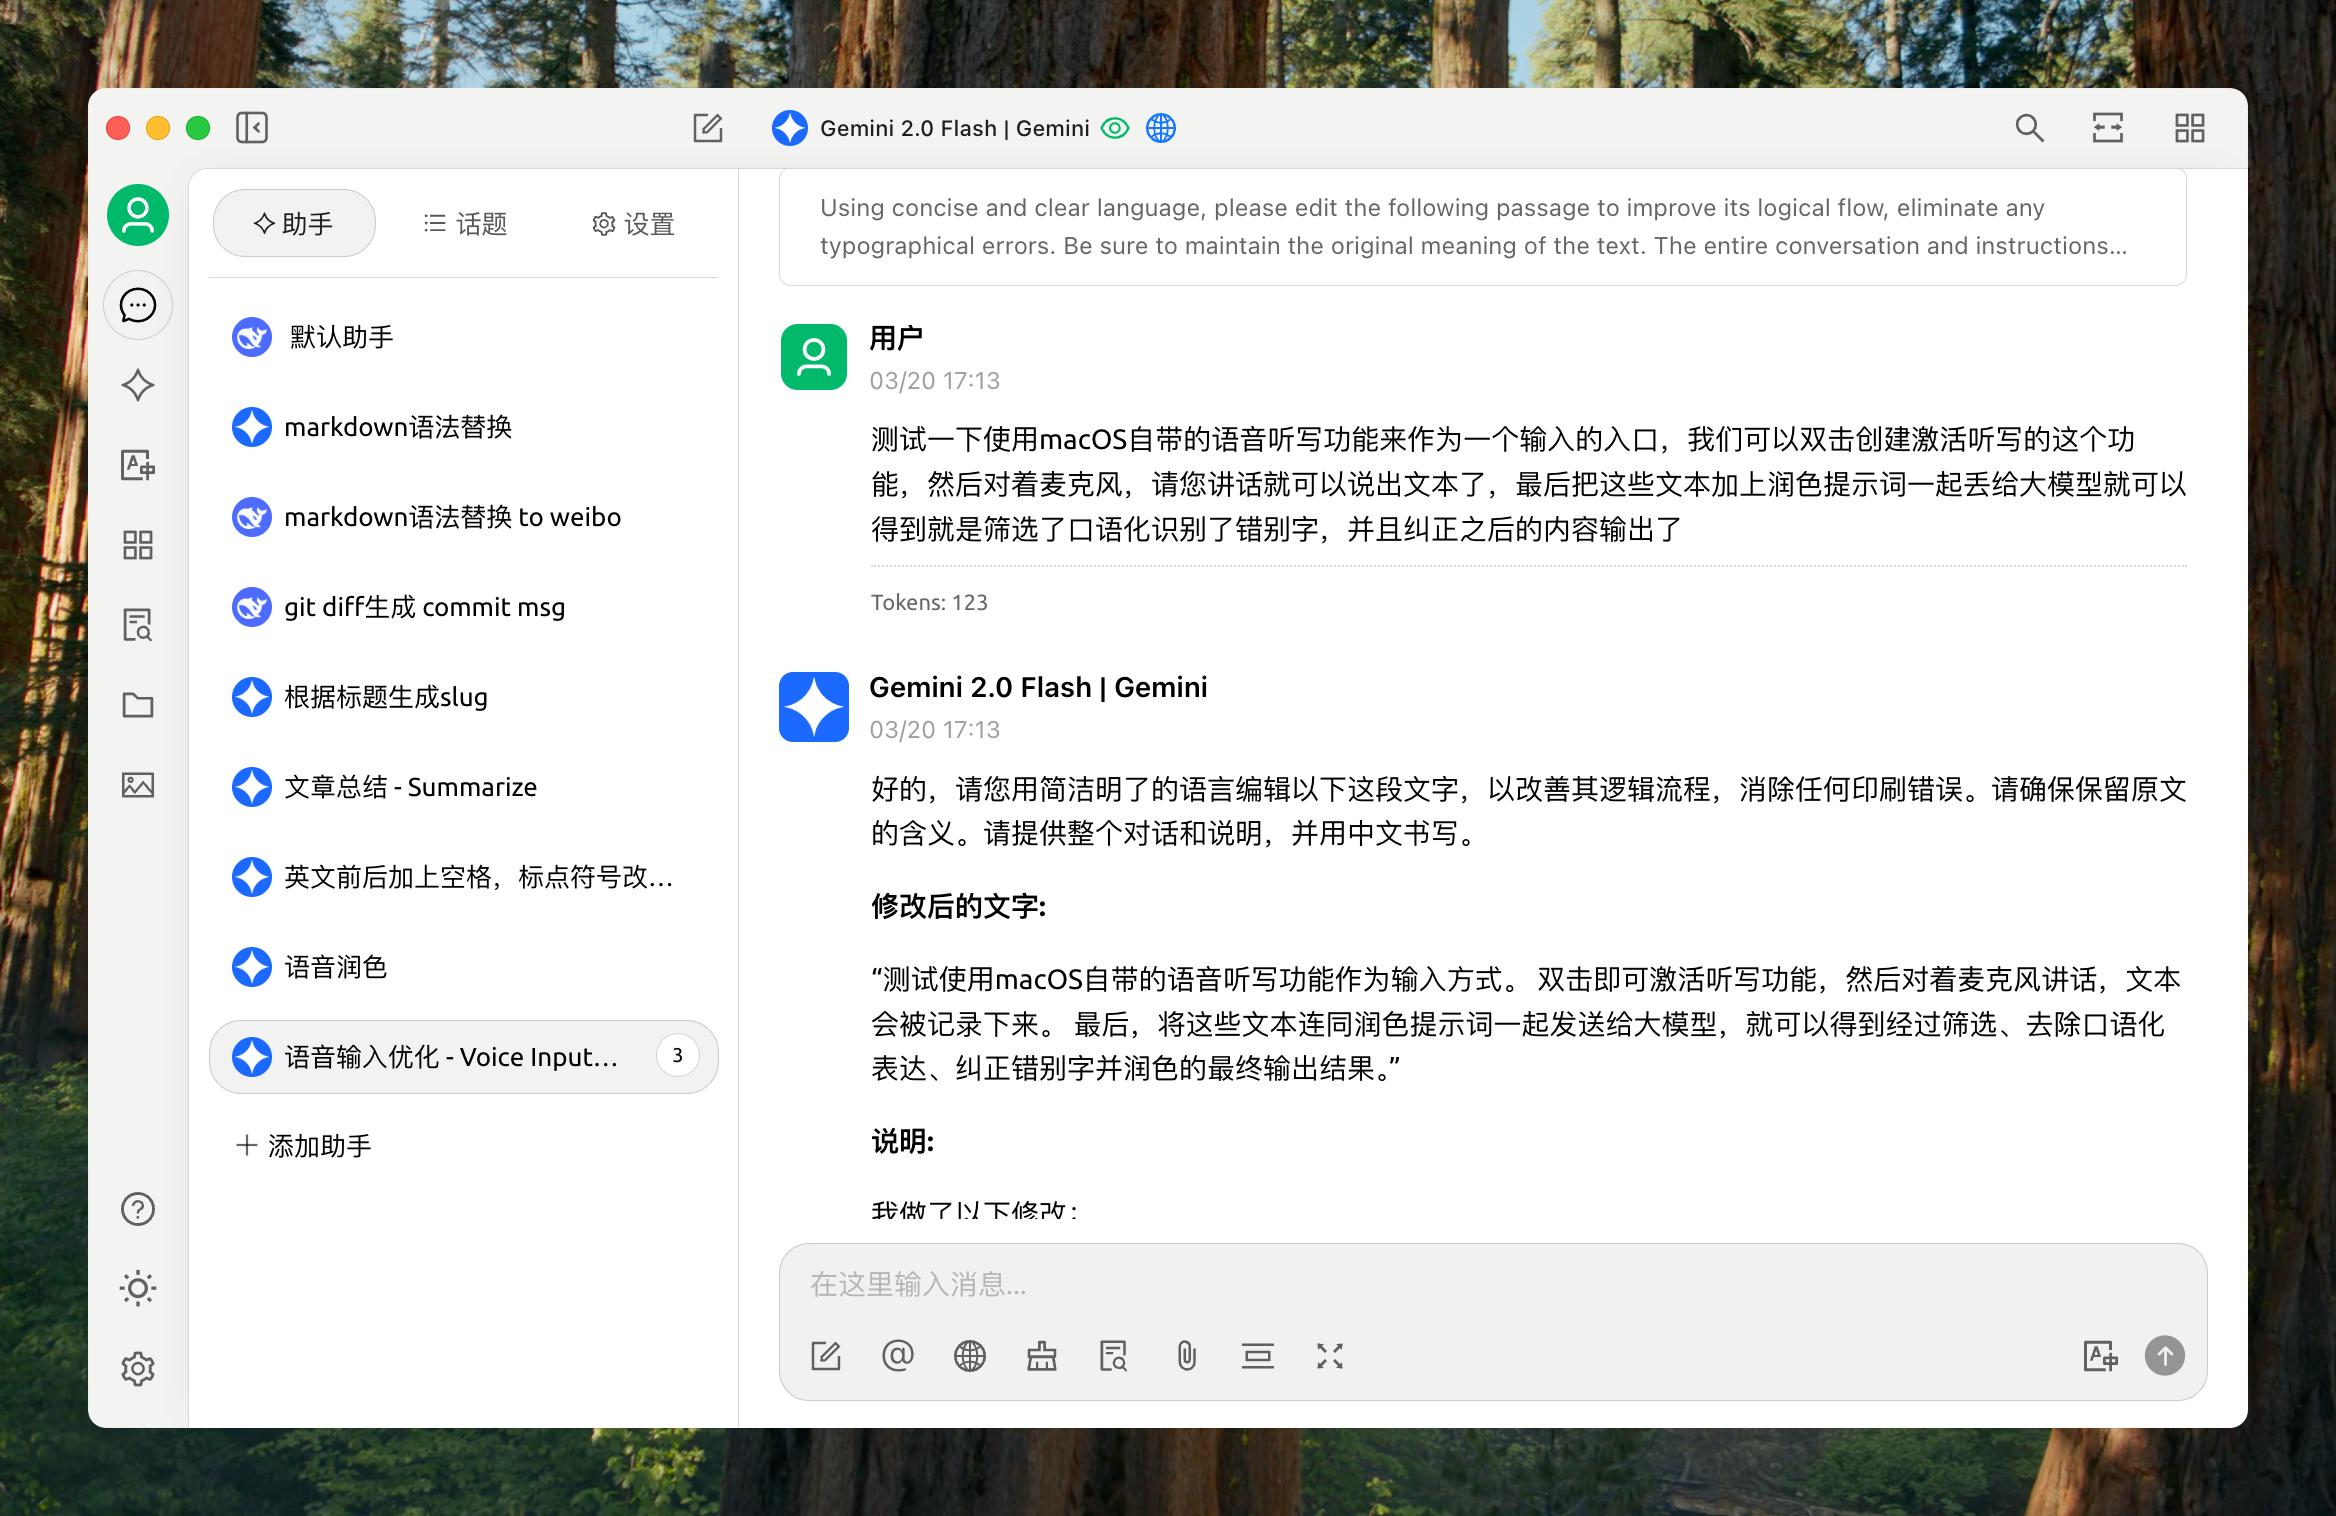 Gemini 2.0 Flash | Gemini
助手
话题
设置
默认助手
markdown语法替换
markdown语法替换 to weibo
git diff生成 commit msg
根据标题生成slug
文章总结 - Summarize
英文前后加上空格，标点符号改...
语音润色
语音输入优化 - Voice Input...
3
添加助手
Using concise and clear language, please edit the following passage to improve its logical flow, eliminate any
typographical errors. Be sure to maintain the original meaning of the text. The entire conversation and instructions...
用户
03/20 17:13
测试一下使用macOS自带的语音听写功能来作为一个输入的入口，我们可以双击创建激活听写的这个功
能，然后对着麦克风，请您讲话就可以说出文本了，最后把这些文本加上润色提示词一起丢给大模型就可以
得到就是筛选了口语化识别了错别字，并且纠正之后的内容输出了
Tokens: 123
Gemini 2.0 Flash | Gemini
03/20 17:13
好的，请您用简洁明了的语言编辑以下这段文字，以改善其逻辑流程，消除任何印刷错误。请确保保留原文
的含义。请提供整个对话和说明，并用中文书写。
修改后的文字:
“测试使用macOS自带的语音听写功能作为输入方式。 双击即可激活听写功能，然后对着麦克风讲话，文本
会被记录下来。 最后，将这些文本连同润色提示词一起发送给大模型，就可以得到经过筛选、去除口语化
表达、纠正错别字并润色的最终输出结果。”
说明:
我做了以下修改：
在这里输入消息...